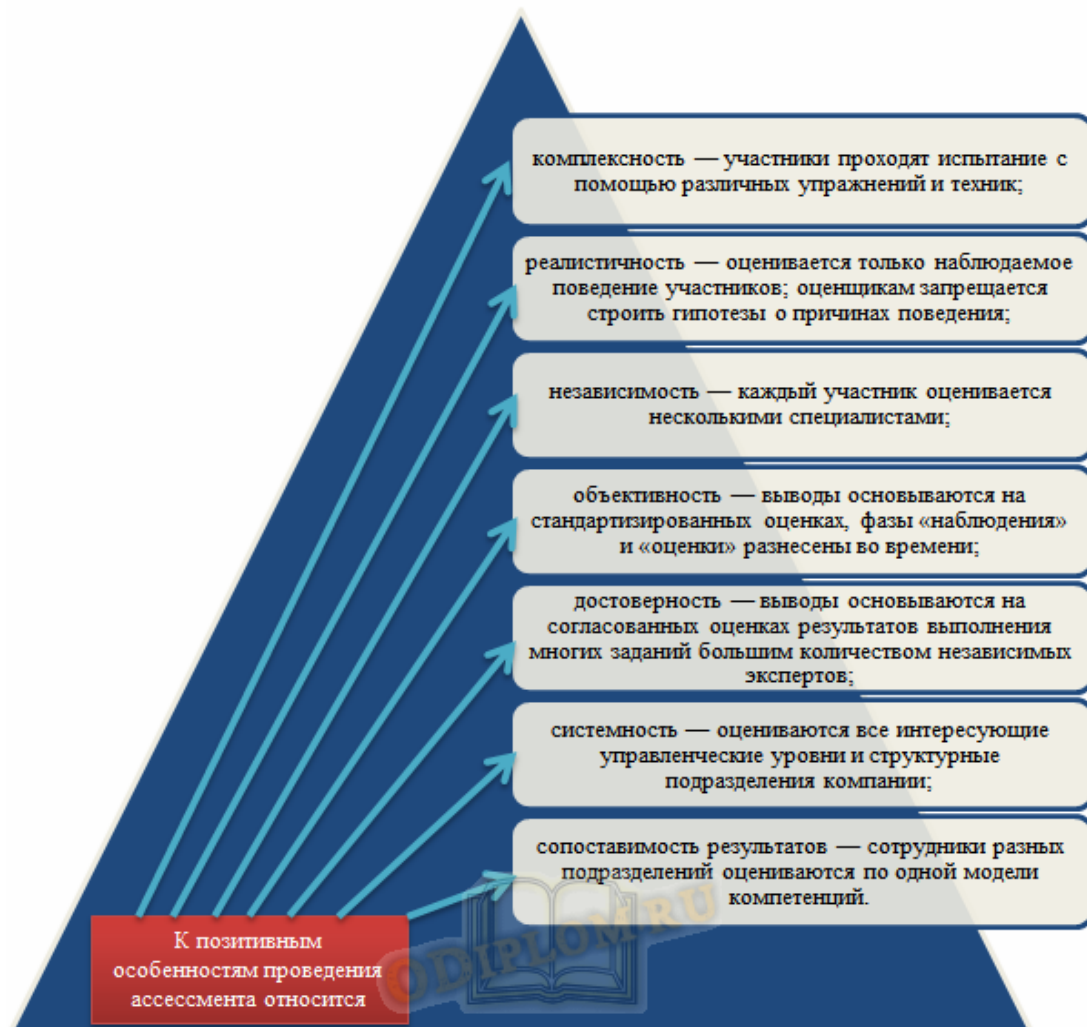 комплексность — участники проходят испытание с
помощью различных упражнений и техник;
реалистичность — оценивается только наблюдаемое
поведение участников; оценщикам запрещается
строить гипотезы о причинах поведения;
независимость — каждый участник оценивается
несколькими специалистами;
объективность — выводы основываются на
стандартизированных оценках, фазы «наблюдения»
и «оценки» разнесены во времени;
достоверность — выводы основываются на
согласованных оценках результатов выполнения
многих заданий большим количеством независимых
экспертов;
системность — оцениваются все интересующие
управленческие уровни и структурные
подразделения компании;
сопоставимость результатов — сотрудники разных
подразделений оцениваются по одной модели
компетенций.
К позитивным
особенностям проведения
ассессмента относится
ODIPLOM.RU